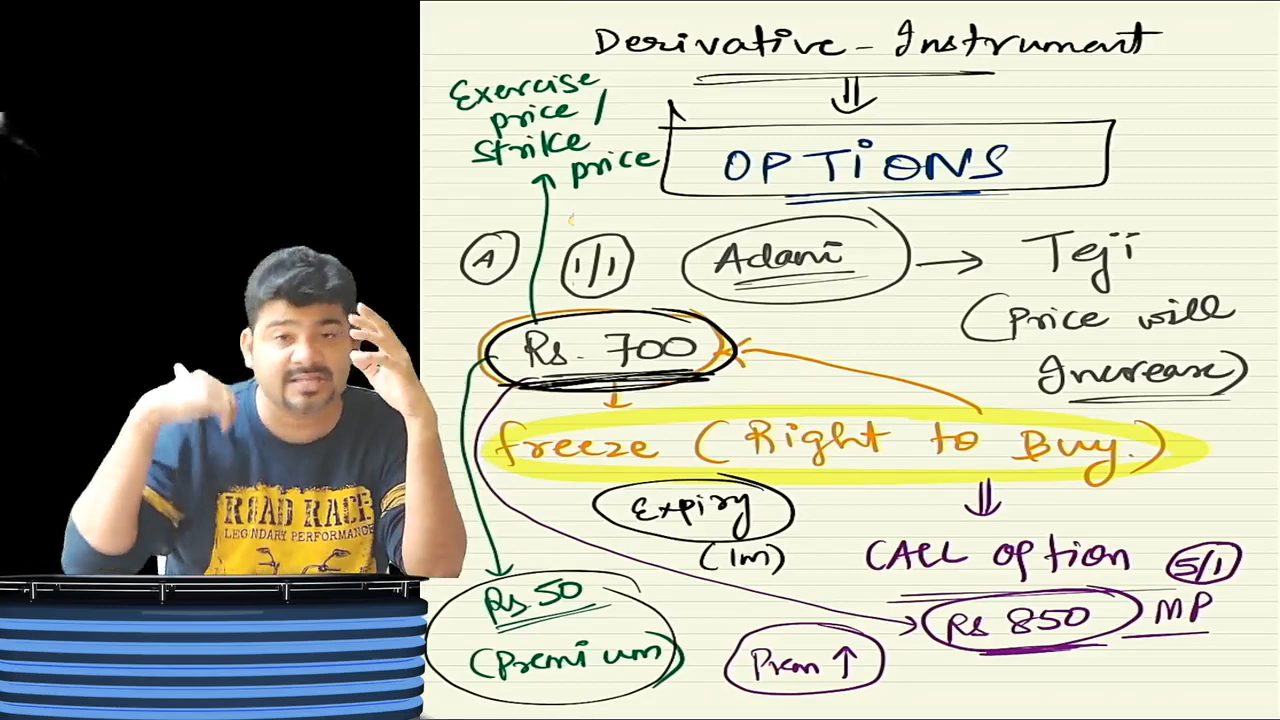 Derivative - Instrument
Exercise
price /
Strike
price
OPTIONS
A
1/1
Adani
Teji
(Price will
Increase)
Rs. 700
freeze (Right to Buy.)
Expiry
(1m)
CALL option
5/1
Rs 850
MP
Rs 50
(Premium)
Prem ↑
ROAD RACE
LEGENDARY PERFORMANCE